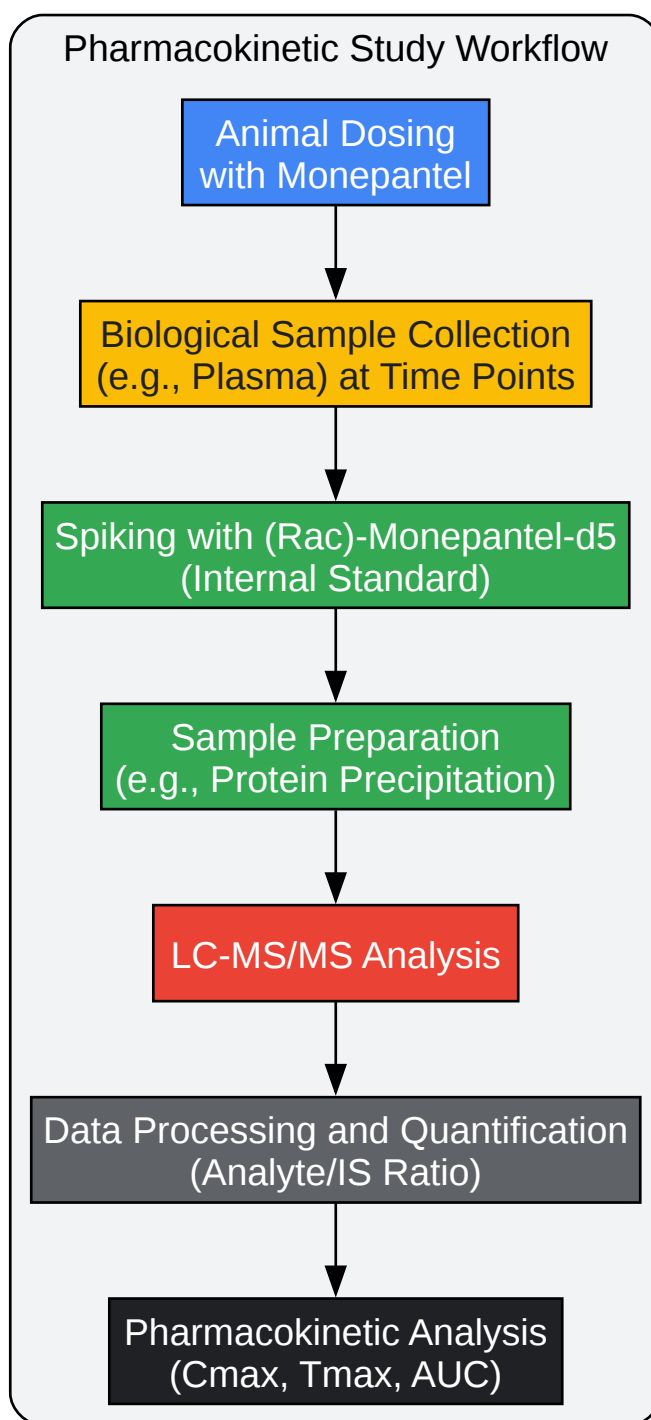 Pharmacokinetic Study Workflow
Animal Dosing
with Monepantel
Biological Sample Collection
(e.g., Plasma) at Time Points
Spiking with (Rac)-Monepantel-d5
(Internal Standard)
Sample Preparation
(e.g., Protein Precipitation)
LC-MS/MS Analysis
Data Processing and Quantification
(Analyte/IS Ratio)
Pharmacokinetic Analysis
(Cmax, Tmax, AUC)